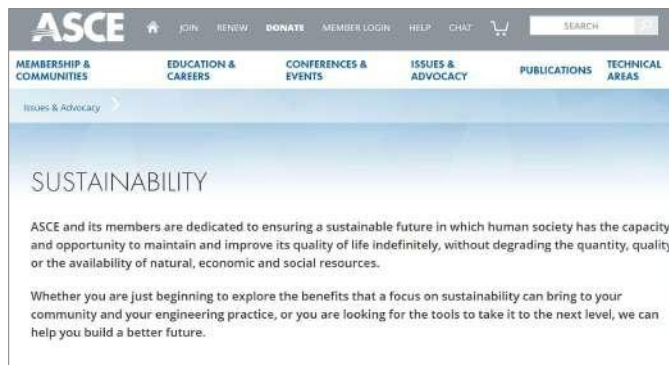 ASCE JOIN RENEW DONATE MEMBER LOGIN HELP CHAT SEARCH
MEMBERSHIP & COMMUNITIES EDUCATION & CAREERS CONFERENCES & EVENTS ISSUES & ADVOCACY PUBLICATIONS TECHNICAL AREAS
Issues & Advocacy
SUSTAINABILITY
ASCE and its members are dedicated to ensuring a sustainable future in which human society has the capacity
and opportunity to maintain and improve its quality of life indefinitely, without degrading the quantity, quality
or the availability of natural, economic and social resources.
Whether you are just beginning to explore the benefits that a focus on sustainability can bring to your
community and your engineering practice, or you are looking for the tools to take it to the next level, we can
help you build a better future.